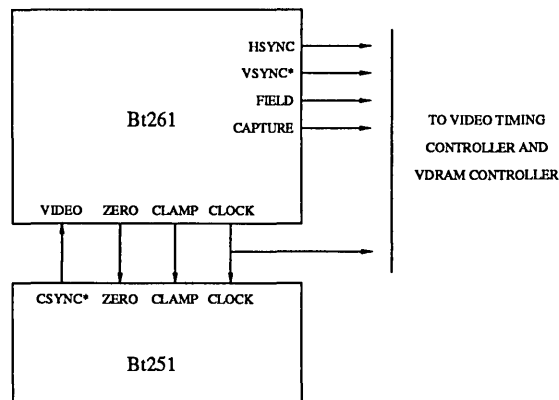 HSYNC
VSYNC*
FIELD
CAPTURE
Bt261
TO VIDEO TIMING
CONTROLLER AND
VDRAM CONTROLLER
VIDEO ZERO CLAMP CLOCK
CSYNC* ZERO CLAMP CLOCK
Bt251